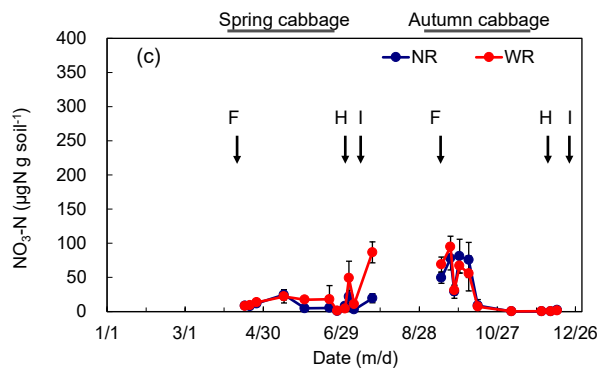 Spring cabbage Autumn cabbage
400
(c) NR WR
350
300
F H I F H I
250
200
150
100
50
0
1/1 3/1 4/30 6/29 8/28 10/27 12/26
Date (m/d)
NO₃-N (µgN g soil⁻¹)